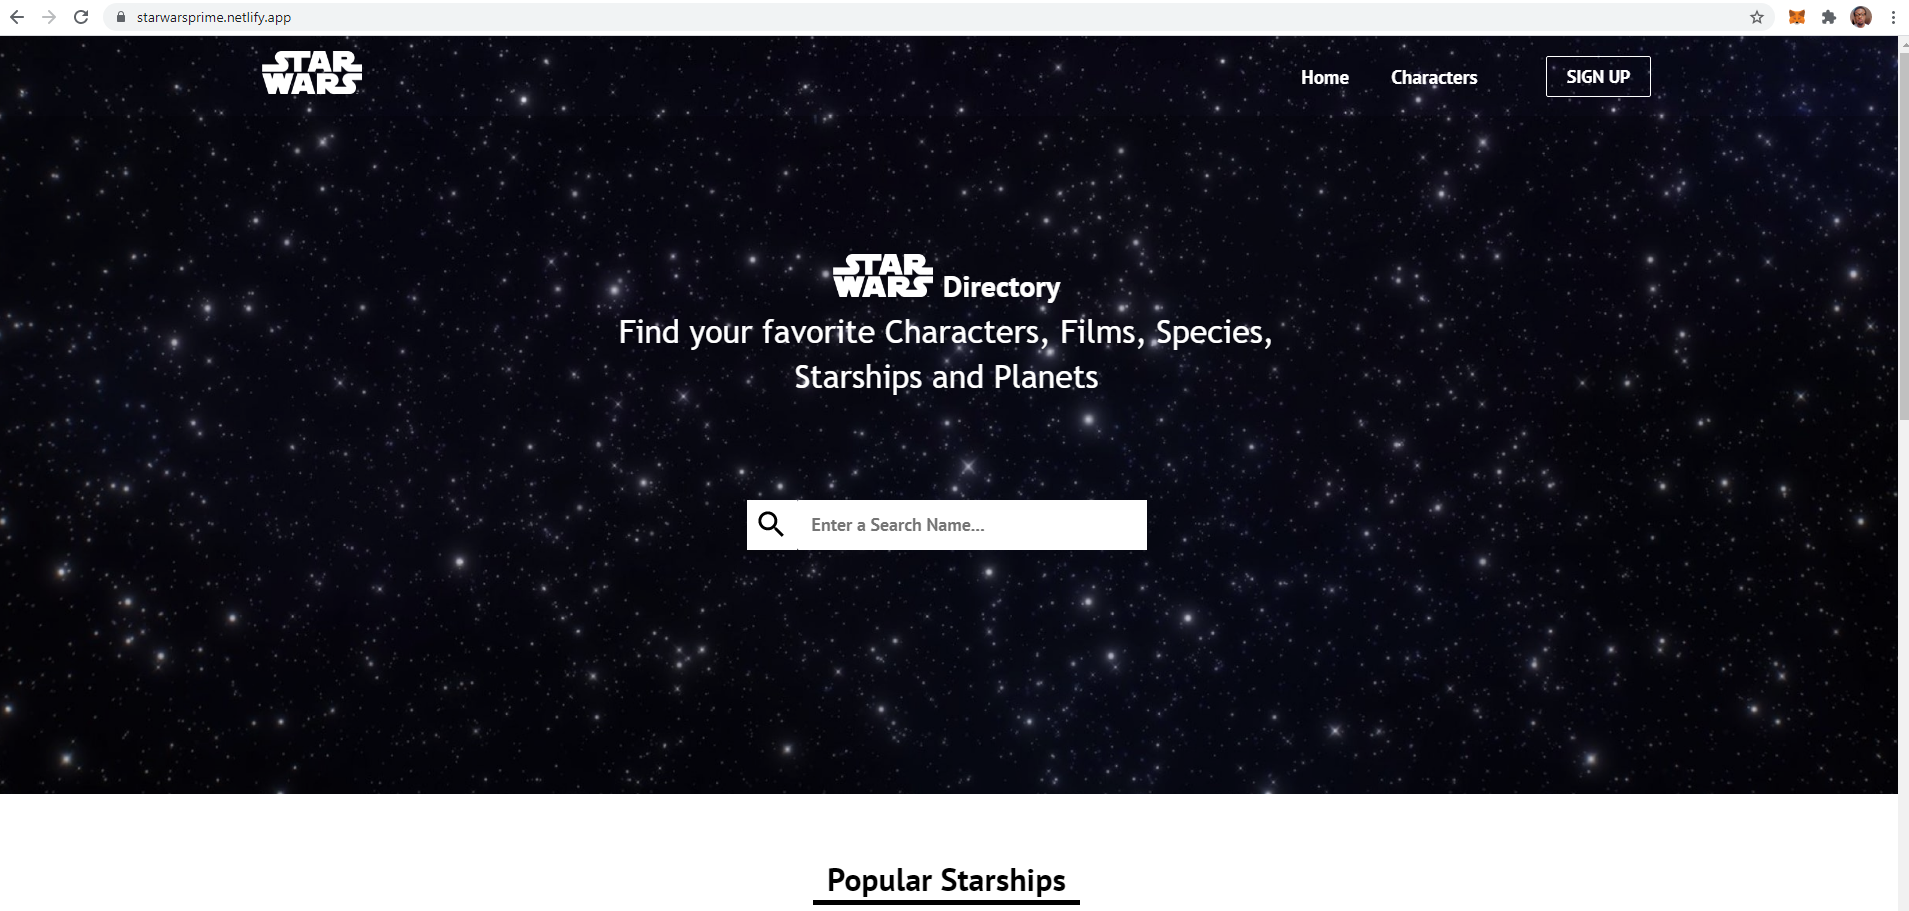 starwarsprime.netlify.app
STAR
WARS
Home
Characters
SIGN UP
STAR
WARS Directory
Find your favorite Characters, Films, Species,
Starships and Planets
Enter a Search Name...
Popular Starships